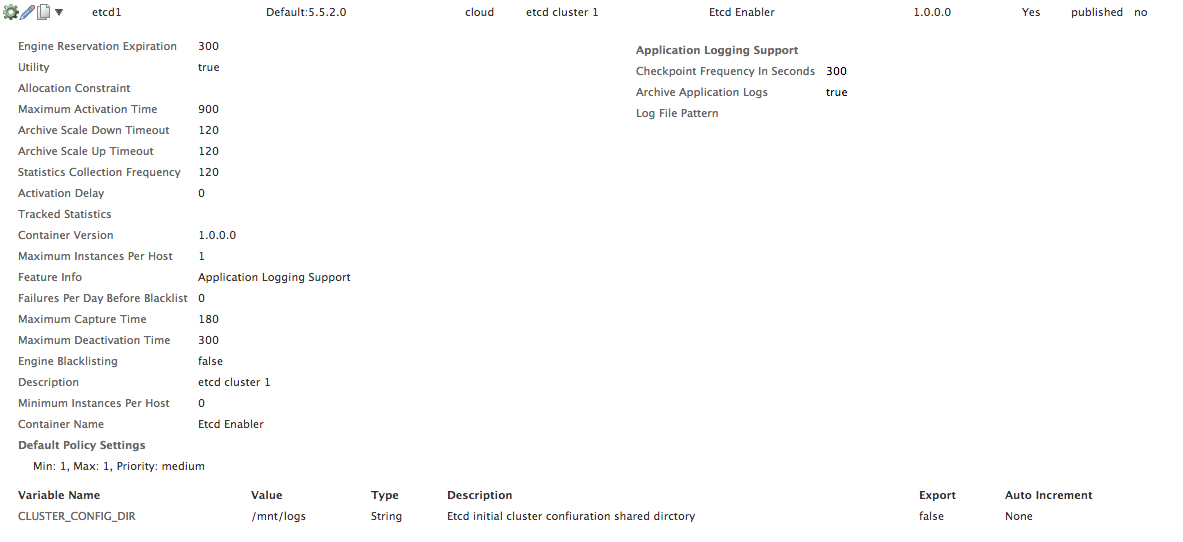 etcd1 Default:5.5.2.0 cloud etcd cluster 1 Etcd Enabler 1.0.0.0 Yes published no
Engine Reservation Expiration 300
Utility true
Allocation Constraint
Maximum Activation Time 900
Archive Scale Down Timeout 120
Archive Scale Up Timeout 120
Statistics Collection Frequency 120
Activation Delay 0
Tracked Statistics
Container Version 1.0.0.0
Maximum Instances Per Host 1
Feature Info Application Logging Support
Failures Per Day Before Blacklist 0
Maximum Capture Time 180
Maximum Deactivation Time 300
Engine Blacklisting false
Description etcd cluster 1
Minimum Instances Per Host 0
Container Name Etcd Enabler
Default Policy Settings
Min: 1, Max: 1, Priority: medium
Application Logging Support
Checkpoint Frequency In Seconds 300
Archive Application Logs true
Log File Pattern
Variable Name Value Type Description Export Auto Increment
CLUSTER_CONFIG_DIR /mnt/logs String Etcd initial cluster confiuration shared dirctory false None